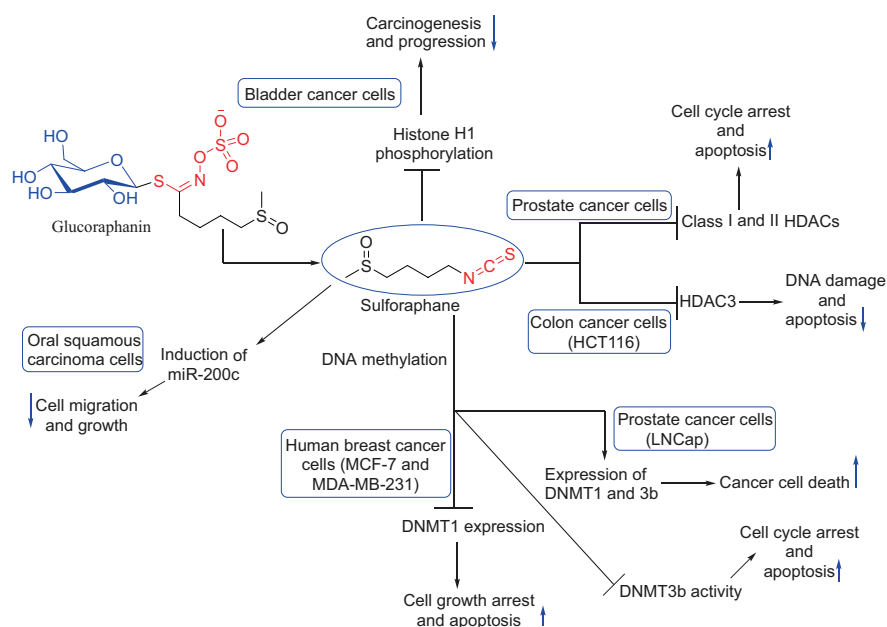 Carcinogenesis
and progression
Bladder cancer cells
Histone H1
phosphorylation
Cell cycle arrest
and
apoptosis
Prostate cancer cells
Class I and II HDACs
HO
HO
HO
OH
O
S
N
O
S
O
O
O
-
S
O
Glucoraphanin
O
S
N
C
S
Sulforaphane
HDAC3
DNA damage
and
apoptosis
Colon cancer cells
(HCT116)
Oral squamous
carcinoma cells
Induction of
miR-200c
Cell migration
and growth
DNA methylation
Human breast cancer
cells (MCF-7 and
MDA-MB-231)
DNMT1 expression
Cell growth arrest
and apoptosis
Prostate cancer cells
(LNCap)
Expression of
DNMT1 and 3b
Cancer cell death
DNMT3b activity
Cell cycle arrest
and
apoptosis